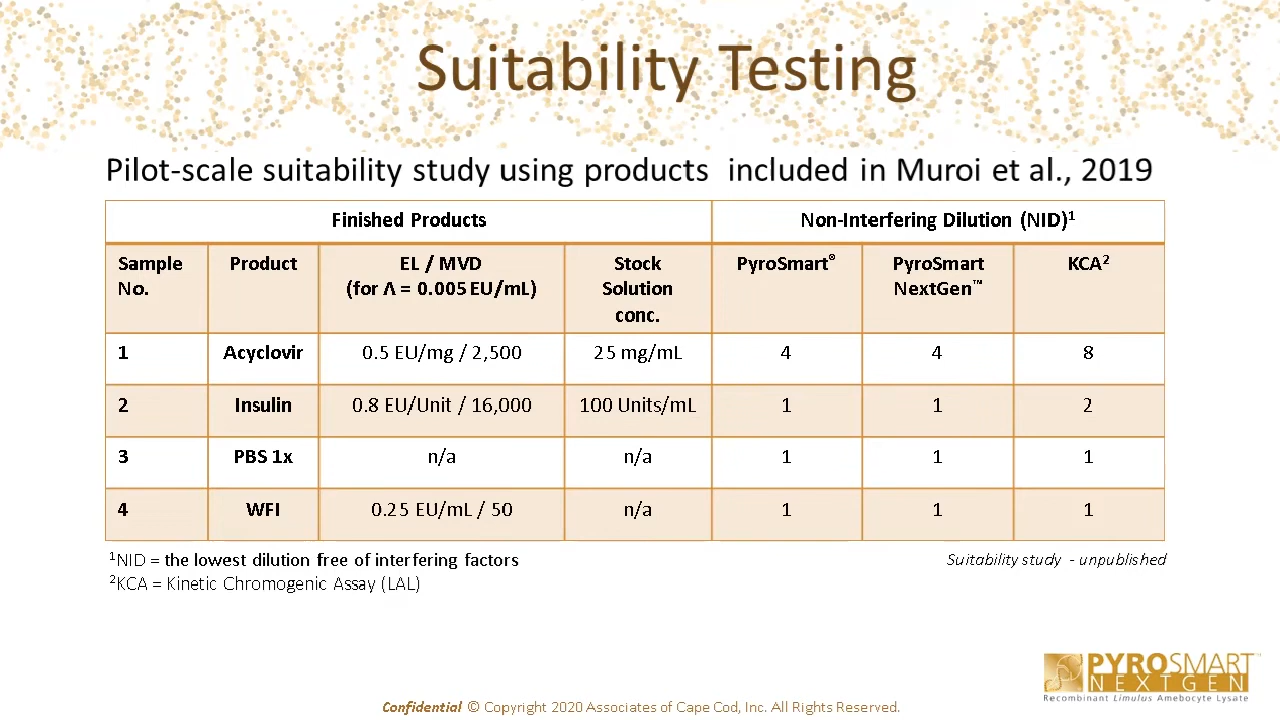 Suitability Testing
Pilot-scale suitability study using products included in Muroi et al., 2019
Finished Products Non-Interfering Dilution (NID)¹
Sample No. Product EL / MVD (for Λ = 0.005 EU/mL) Stock Solution conc. PyroSmart® PyroSmart NextGen™ KCA²
1 Acyclovir 0.5 EU/mg / 2,500 25 mg/mL 4 4 8
2 Insulin 0.8 EU/Unit / 16,000 100 Units/mL 1 1 2
3 PBS 1x n/a n/a 1 1 1
4 WFI 0.25 EU/mL / 50 n/a 1 1 1
¹NID = the lowest dilution free of interfering factors
Suitability study - unpublished
²KCA = Kinetic Chromogenic Assay (LAL)
PYROSMART™
NEXTGEN
Recombinant Limulus Amebocyte Lysate
Confidential © Copyright 2020 Associates of Cape Cod, Inc. All Rights Reserved.